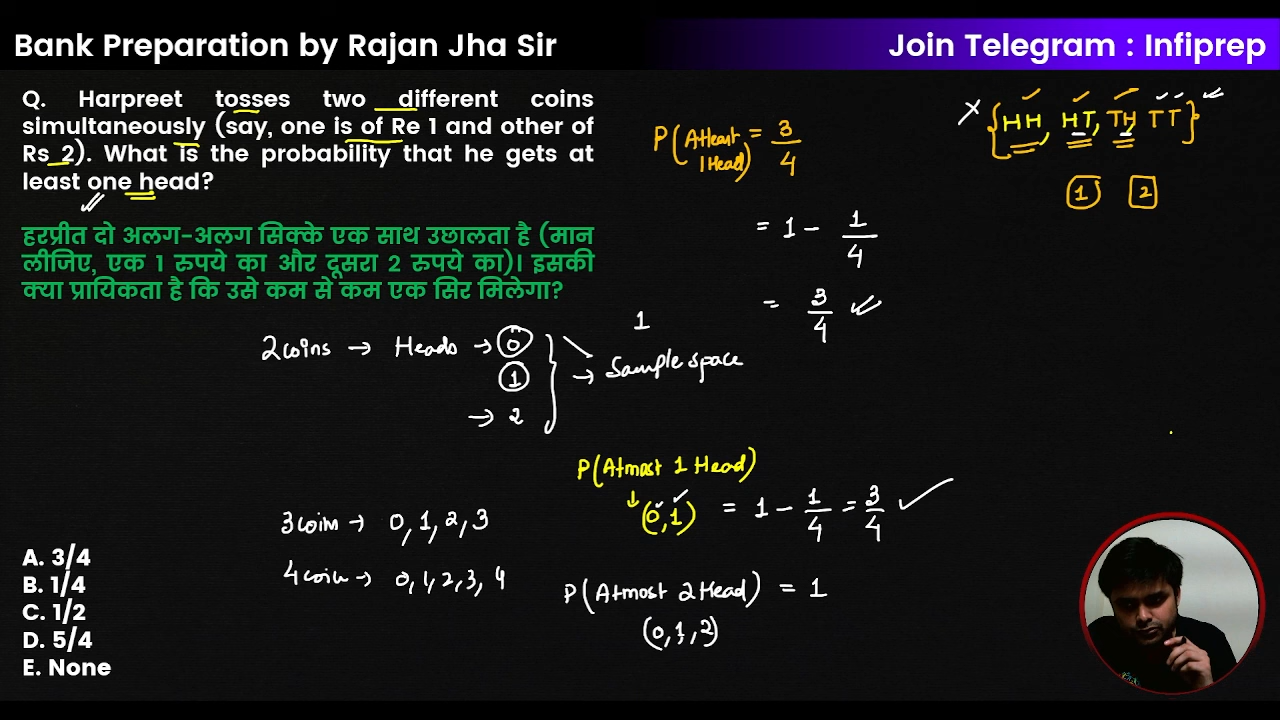 Bank Preparation by Rajan Jha Sir
Join Telegram : Infiprep
Q. Harpreet tosses two different coins
simultaneously (say, one is of Re 1 and other of
Rs 2). What is the probability that he gets at
least one head?
हरप्रीत दो अलग-अलग सिक्के एक साथ उछालता है (मान
लीजिए, एक 1 रुपये का और दूसरा 2 रुपये का)। इसकी
क्या प्रायिकता है कि उसे कम से कम एक सिर मिलेगा?
P(Atleast 1 Head) = 3/4
= 1 - 1/4
= 3/4
{HH, HT, TH, TT}
1 2
2 coins → Heads → 0
1
→ 2
1
→ Sample space
P(Atmost 1 Head)
(0,1) = 1 - 1/4 = 3/4
3 coins → 0, 1, 2, 3
4 coin → 0, 1, 2, 3, 4
P(Atmost 2 Head) = 1
(0, 1, 2)
A. 3/4
B. 1/4
C. 1/2
D. 5/4
E. None